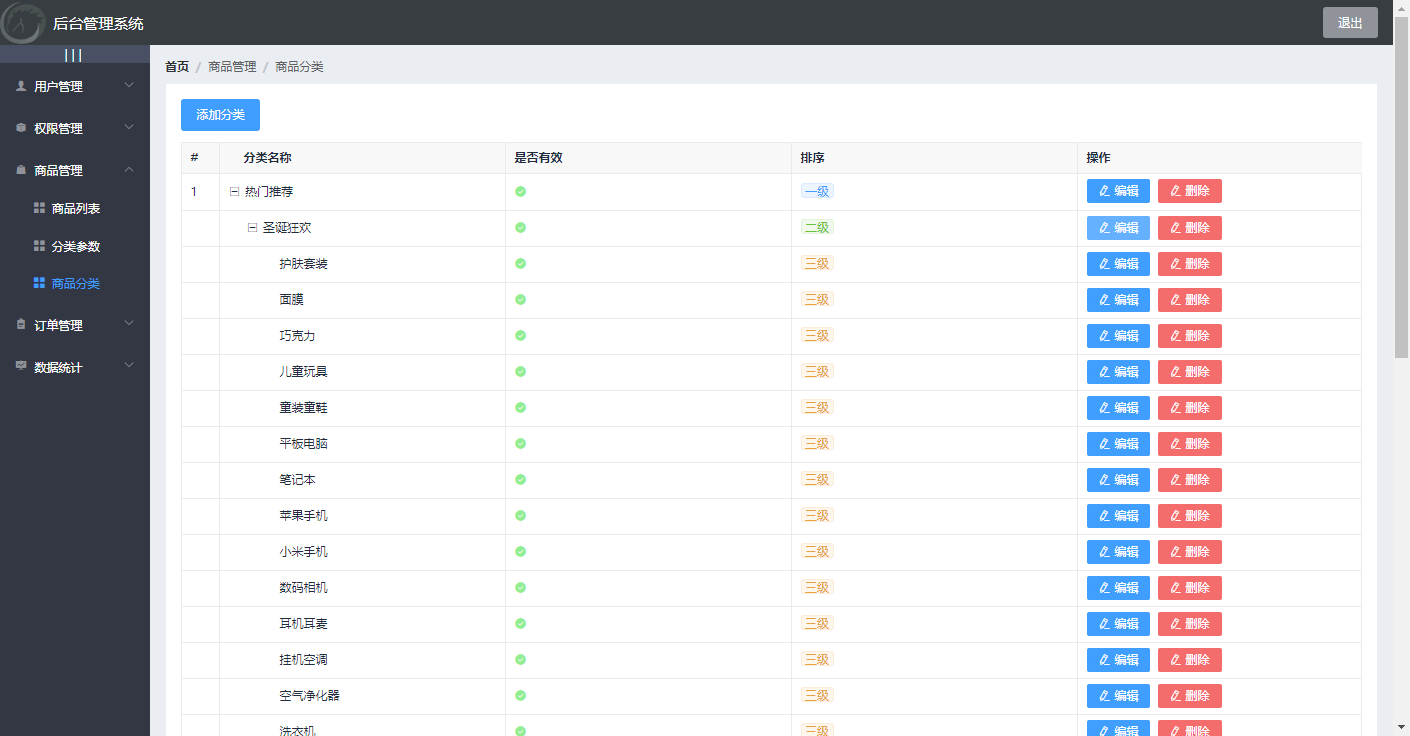 后台管理系统
退出
|||
用户管理
权限管理
商品管理
商品列表
分类参数
商品分类
订单管理
数据统计
首页 / 商品管理 / 商品分类
添加分类
# 分类名称 是否有效 排序 操作
1 热门推荐 一级 编辑 删除
圣诞狂欢 二级 编辑 删除
护肤套装 三级 编辑 删除
面膜 三级 编辑 删除
巧克力 三级 编辑 删除
儿童玩具 三级 编辑 删除
童装童鞋 三级 编辑 删除
平板电脑 三级 编辑 删除
笔记本 三级 编辑 删除
苹果手机 三级 编辑 删除
小米手机 三级 编辑 删除
数码相机 三级 编辑 删除
耳机耳麦 三级 编辑 删除
挂机空调 三级 编辑 删除
空气净化器 三级 编辑 删除
洗衣机 三级 编辑 删除